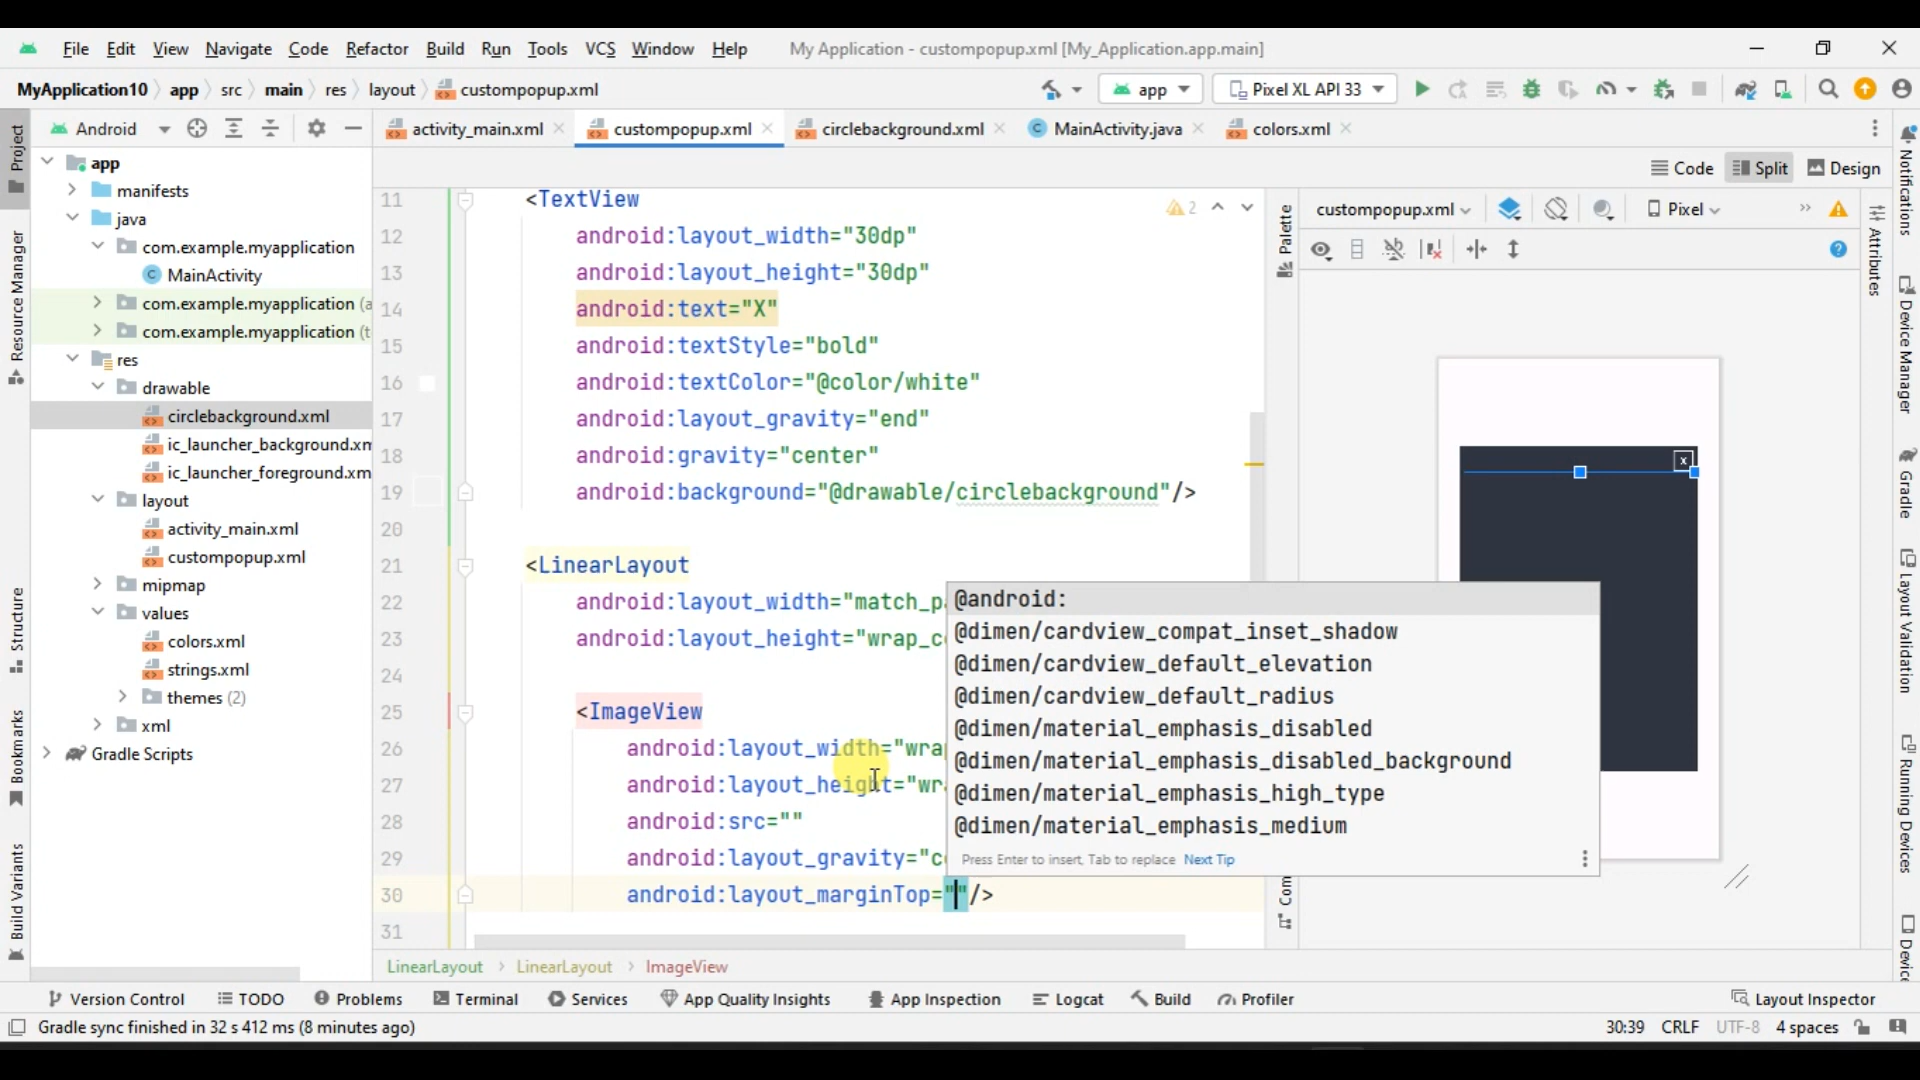 File Edit View Navigate Code Refactor Build Run Tools VCS Window Help My Application - custompopup.xml [My_Application.app.main]
MyApplication10 app src main res layout custompopup.xml app Pixel XL API 33
Android activity_main.xml custompopup.xml circlebackground.xml MainActivity.java colors.xml
Code Split Design
Project
Resource Manager
Structure
Bookmarks
Build Variants
app
manifests
java
com.example.myapplication
MainActivity
com.example.myapplication (a
com.example.myapplication (t
res
drawable
circlebackground.xml
ic_launcher_background.xm
ic_launcher_foreground.xm
layout
activity_main.xml
custompopup.xml
mipmap
values
colors.xml
strings.xml
themes (2)
xml
Gradle Scripts
11 <TextView
12 android:layout_width="30dp"
13 android:layout_height="30dp"
14 android:text="X"
15 android:textStyle="bold"
16 android:textColor="@color/white"
17 android:layout_gravity="end"
18 android:gravity="center"
19 android:background="@drawable/circlebackground"/>
20
21 <LinearLayout
22 android:layout_width="match_pa
23 android:layout_height="wrap_co
24
25 <ImageView
26 android:layout_width="wrap
27 android:layout_height="wr
28 android:src=""
29 android:layout_gravity="ce
30 android:layout_marginTop=""/>
31
2
@android:
@dimen/cardview_compat_inset_shadow
@dimen/cardview_default_elevation
@dimen/cardview_default_radius
@dimen/material_emphasis_disabled
@dimen/material_emphasis_disabled_background
@dimen/material_emphasis_high_type
@dimen/material_emphasis_medium
Press Enter to insert, Tab to replace Next Tip
Palette
Com
custompopup.xml Pixel
?
X
Attributes
Notifications
Device Manager
Gradle
Layout Validation
Running Devices
Devic
LinearLayout LinearLayout ImageView
Version Control TODO Problems Terminal Services App Quality Insights App Inspection Logcat Build Profiler Layout Inspector
Gradle sync finished in 32 s 412 ms (8 minutes ago) 30:39 CRLF UTF-8 4 spaces